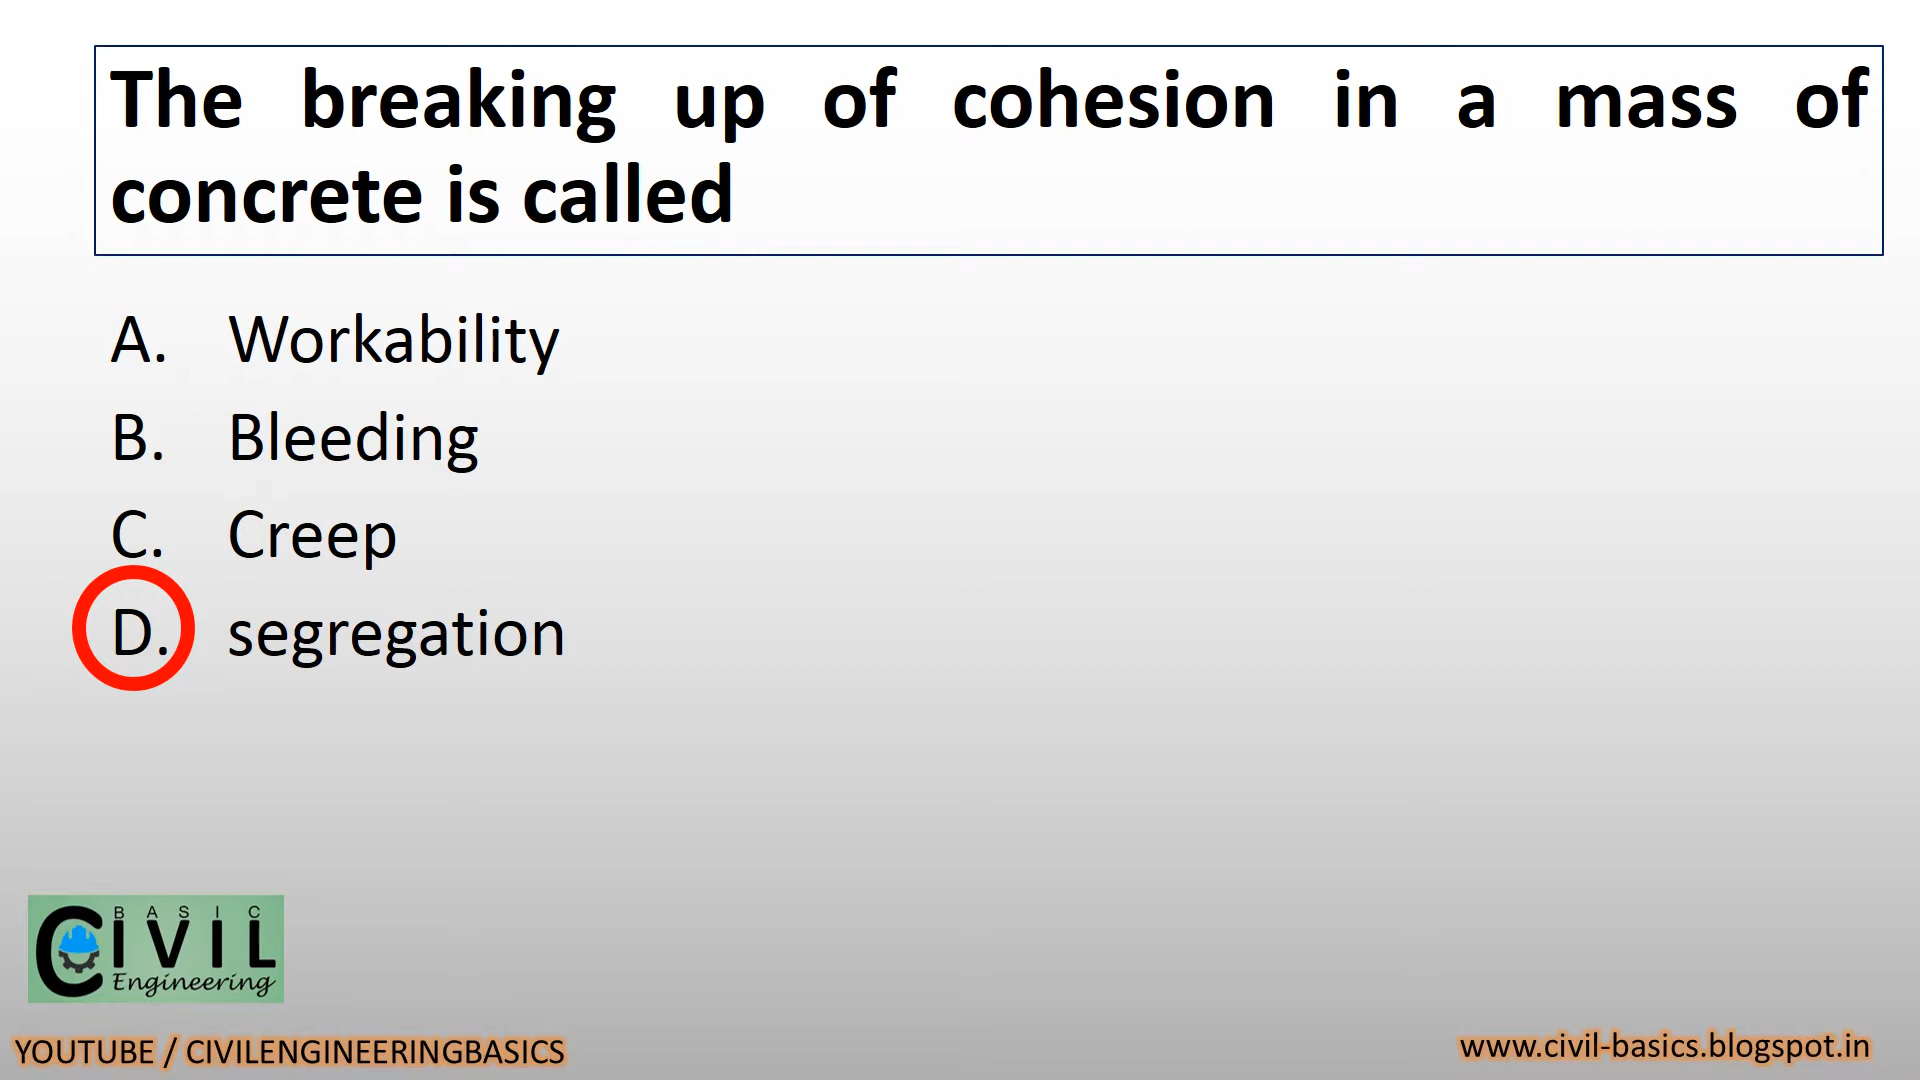 The breaking up of cohesion in a mass of
concrete is called
A. Workability
B. Bleeding
C. Creep
D. segregation
BASIC
CIVIL
Engineering
YOUTUBE / CIVILENGINEERINGBASICS
www.civil-basics.blogspot.in